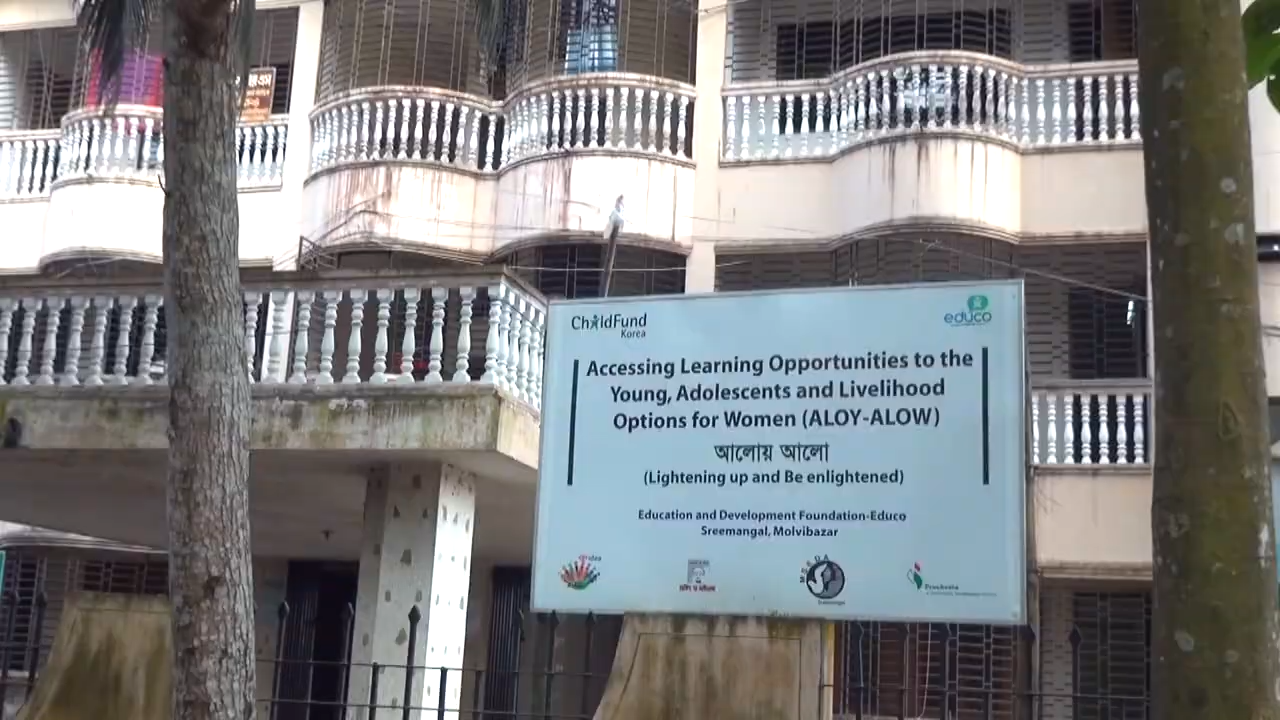 ChildFund
Korea
educo
Accessing Learning Opportunities to the
Young, Adolescents and Livelihood
Options for Women (ALOY-ALOW)
আলোয় আলো
(Lightening up and Be enlightened)
Education and Development Foundation-Educo
Sreemangal, Molvibazar
Prochesta